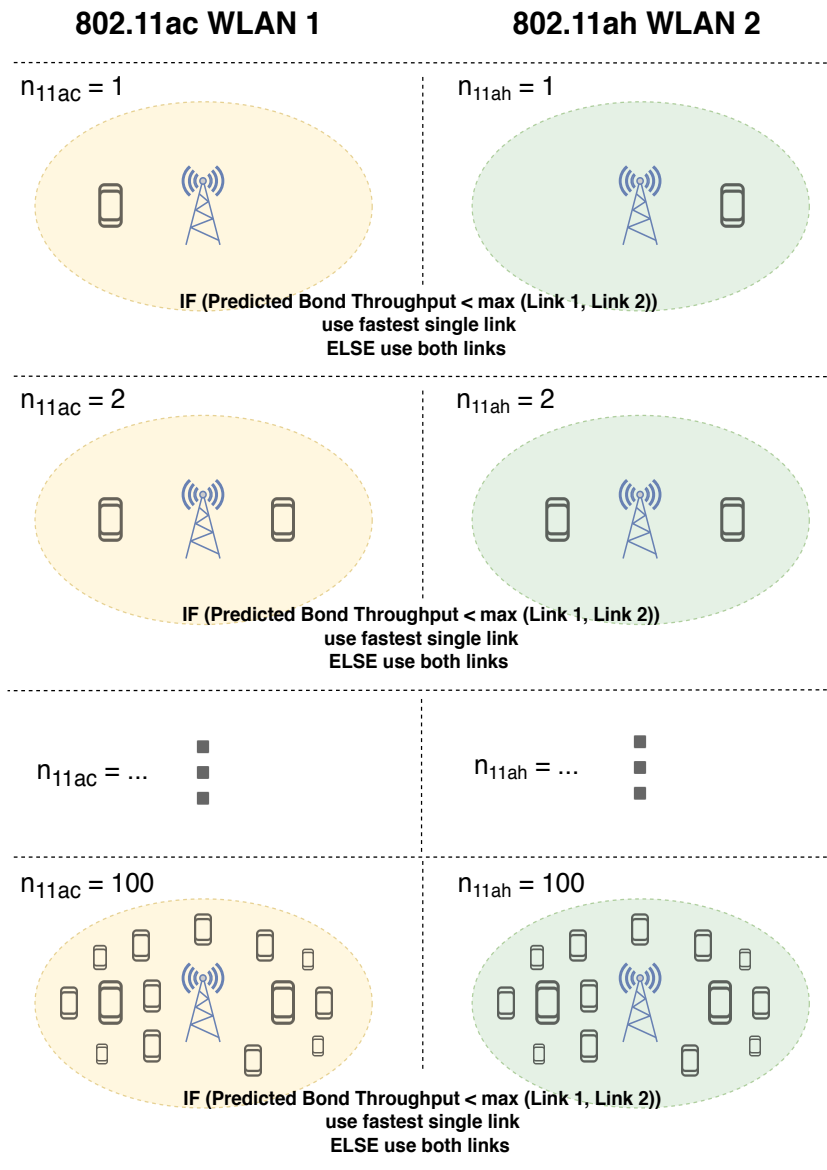 802.11ac WLAN 1
802.11ah WLAN 2
n11ac = 1
n11ah = 1
IF (Predicted Bond Throughput < max (Link 1, Link 2))
use fastest single link
ELSE use both links
n11ac = 2
n11ah = 2
IF (Predicted Bond Throughput < max (Link 1, Link 2))
use fastest single link
ELSE use both links
n11ac = ...
n11ah = ...
n11ac = 100
n11ah = 100
IF (Predicted Bond Throughput < max (Link 1, Link 2))
use fastest single link
ELSE use both links